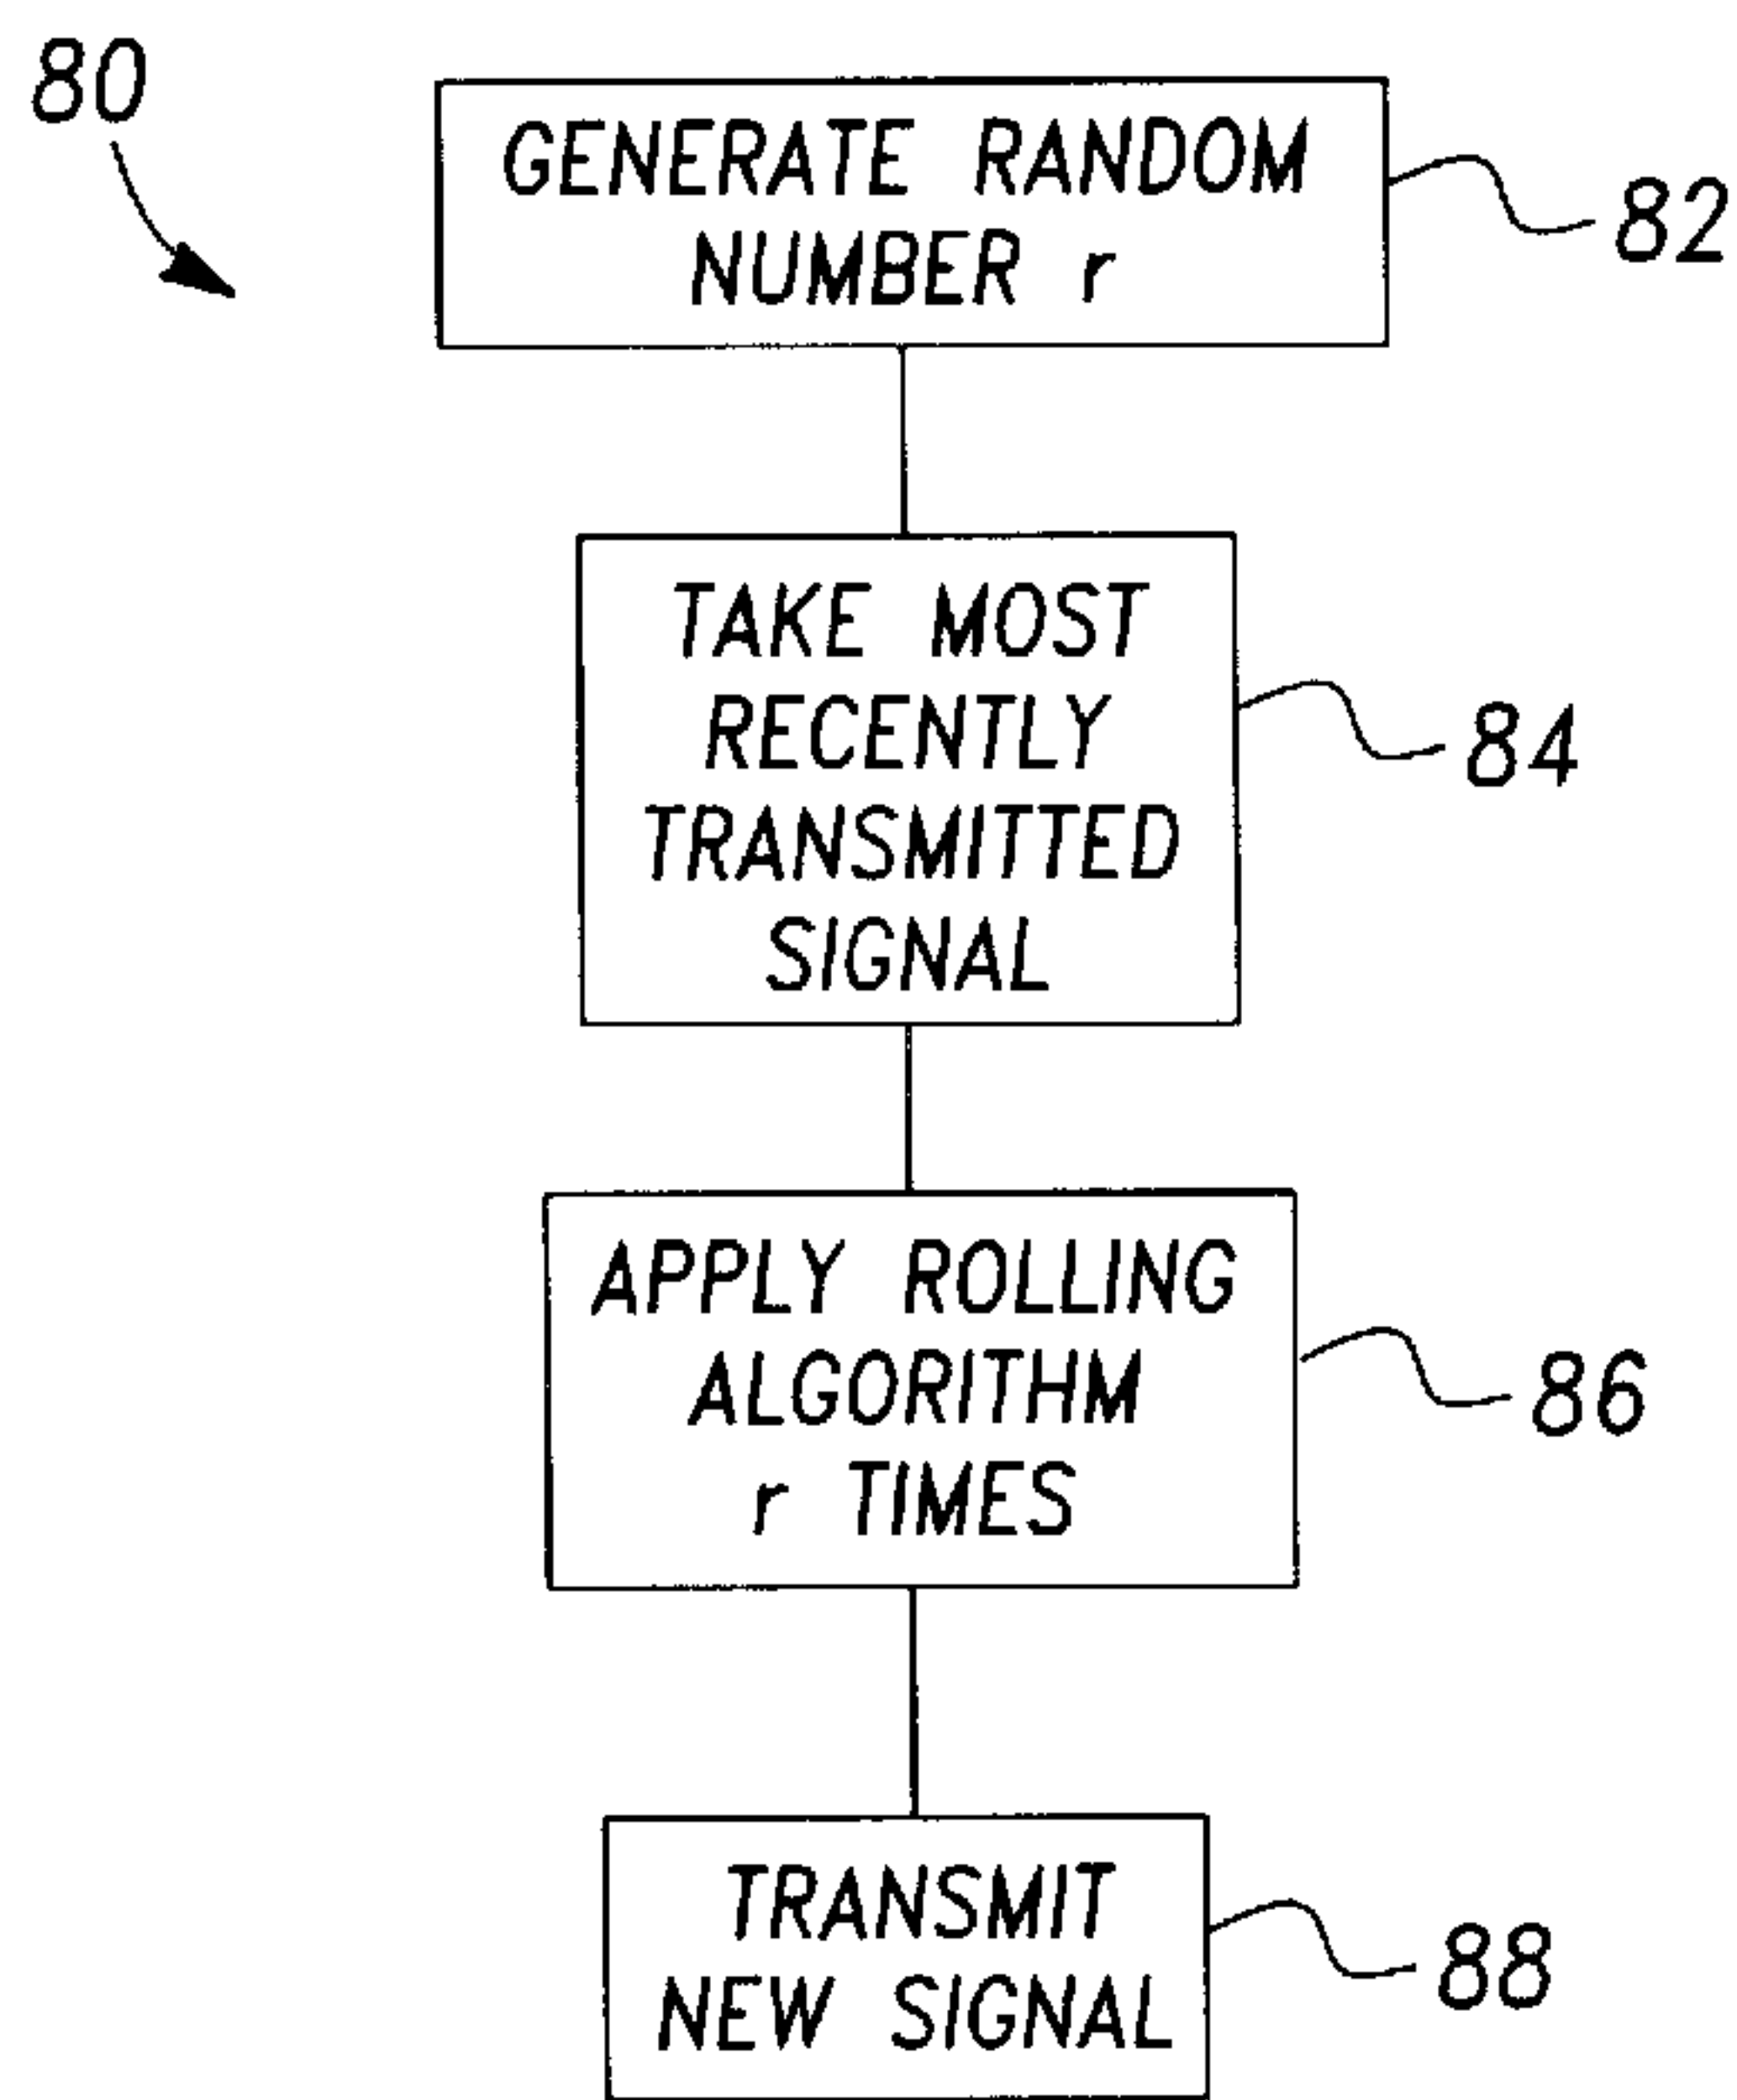 80
GENERATE RANDOM
NUMBER r
82
TAKE MOST
RECENTLY
TRANSMITTED
SIGNAL
84
APPLY ROLLING
ALGORITHM
r TIMES
86
TRANSMIT
NEW SIGNAL
88